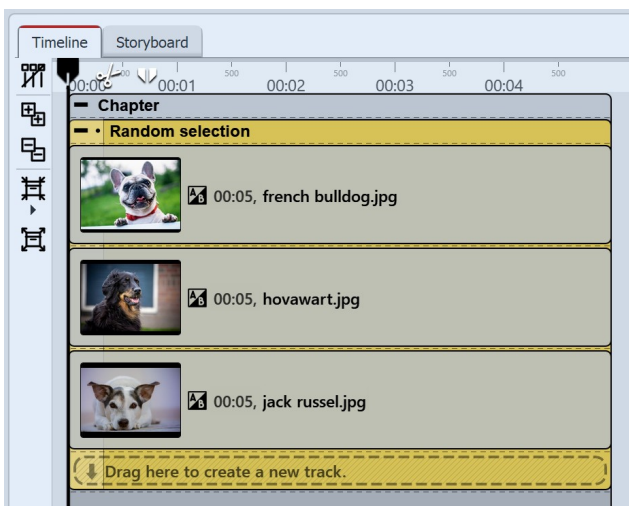 Timeline Storyboard
500 500 500 500 500
00:00 00:01 00:02 00:03 00:04
Chapter
Random selection
A B 00:05, french bulldog.jpg
A B 00:05, hovawart.jpg
A B 00:05, jack russel.jpg
Drag here to create a new track.